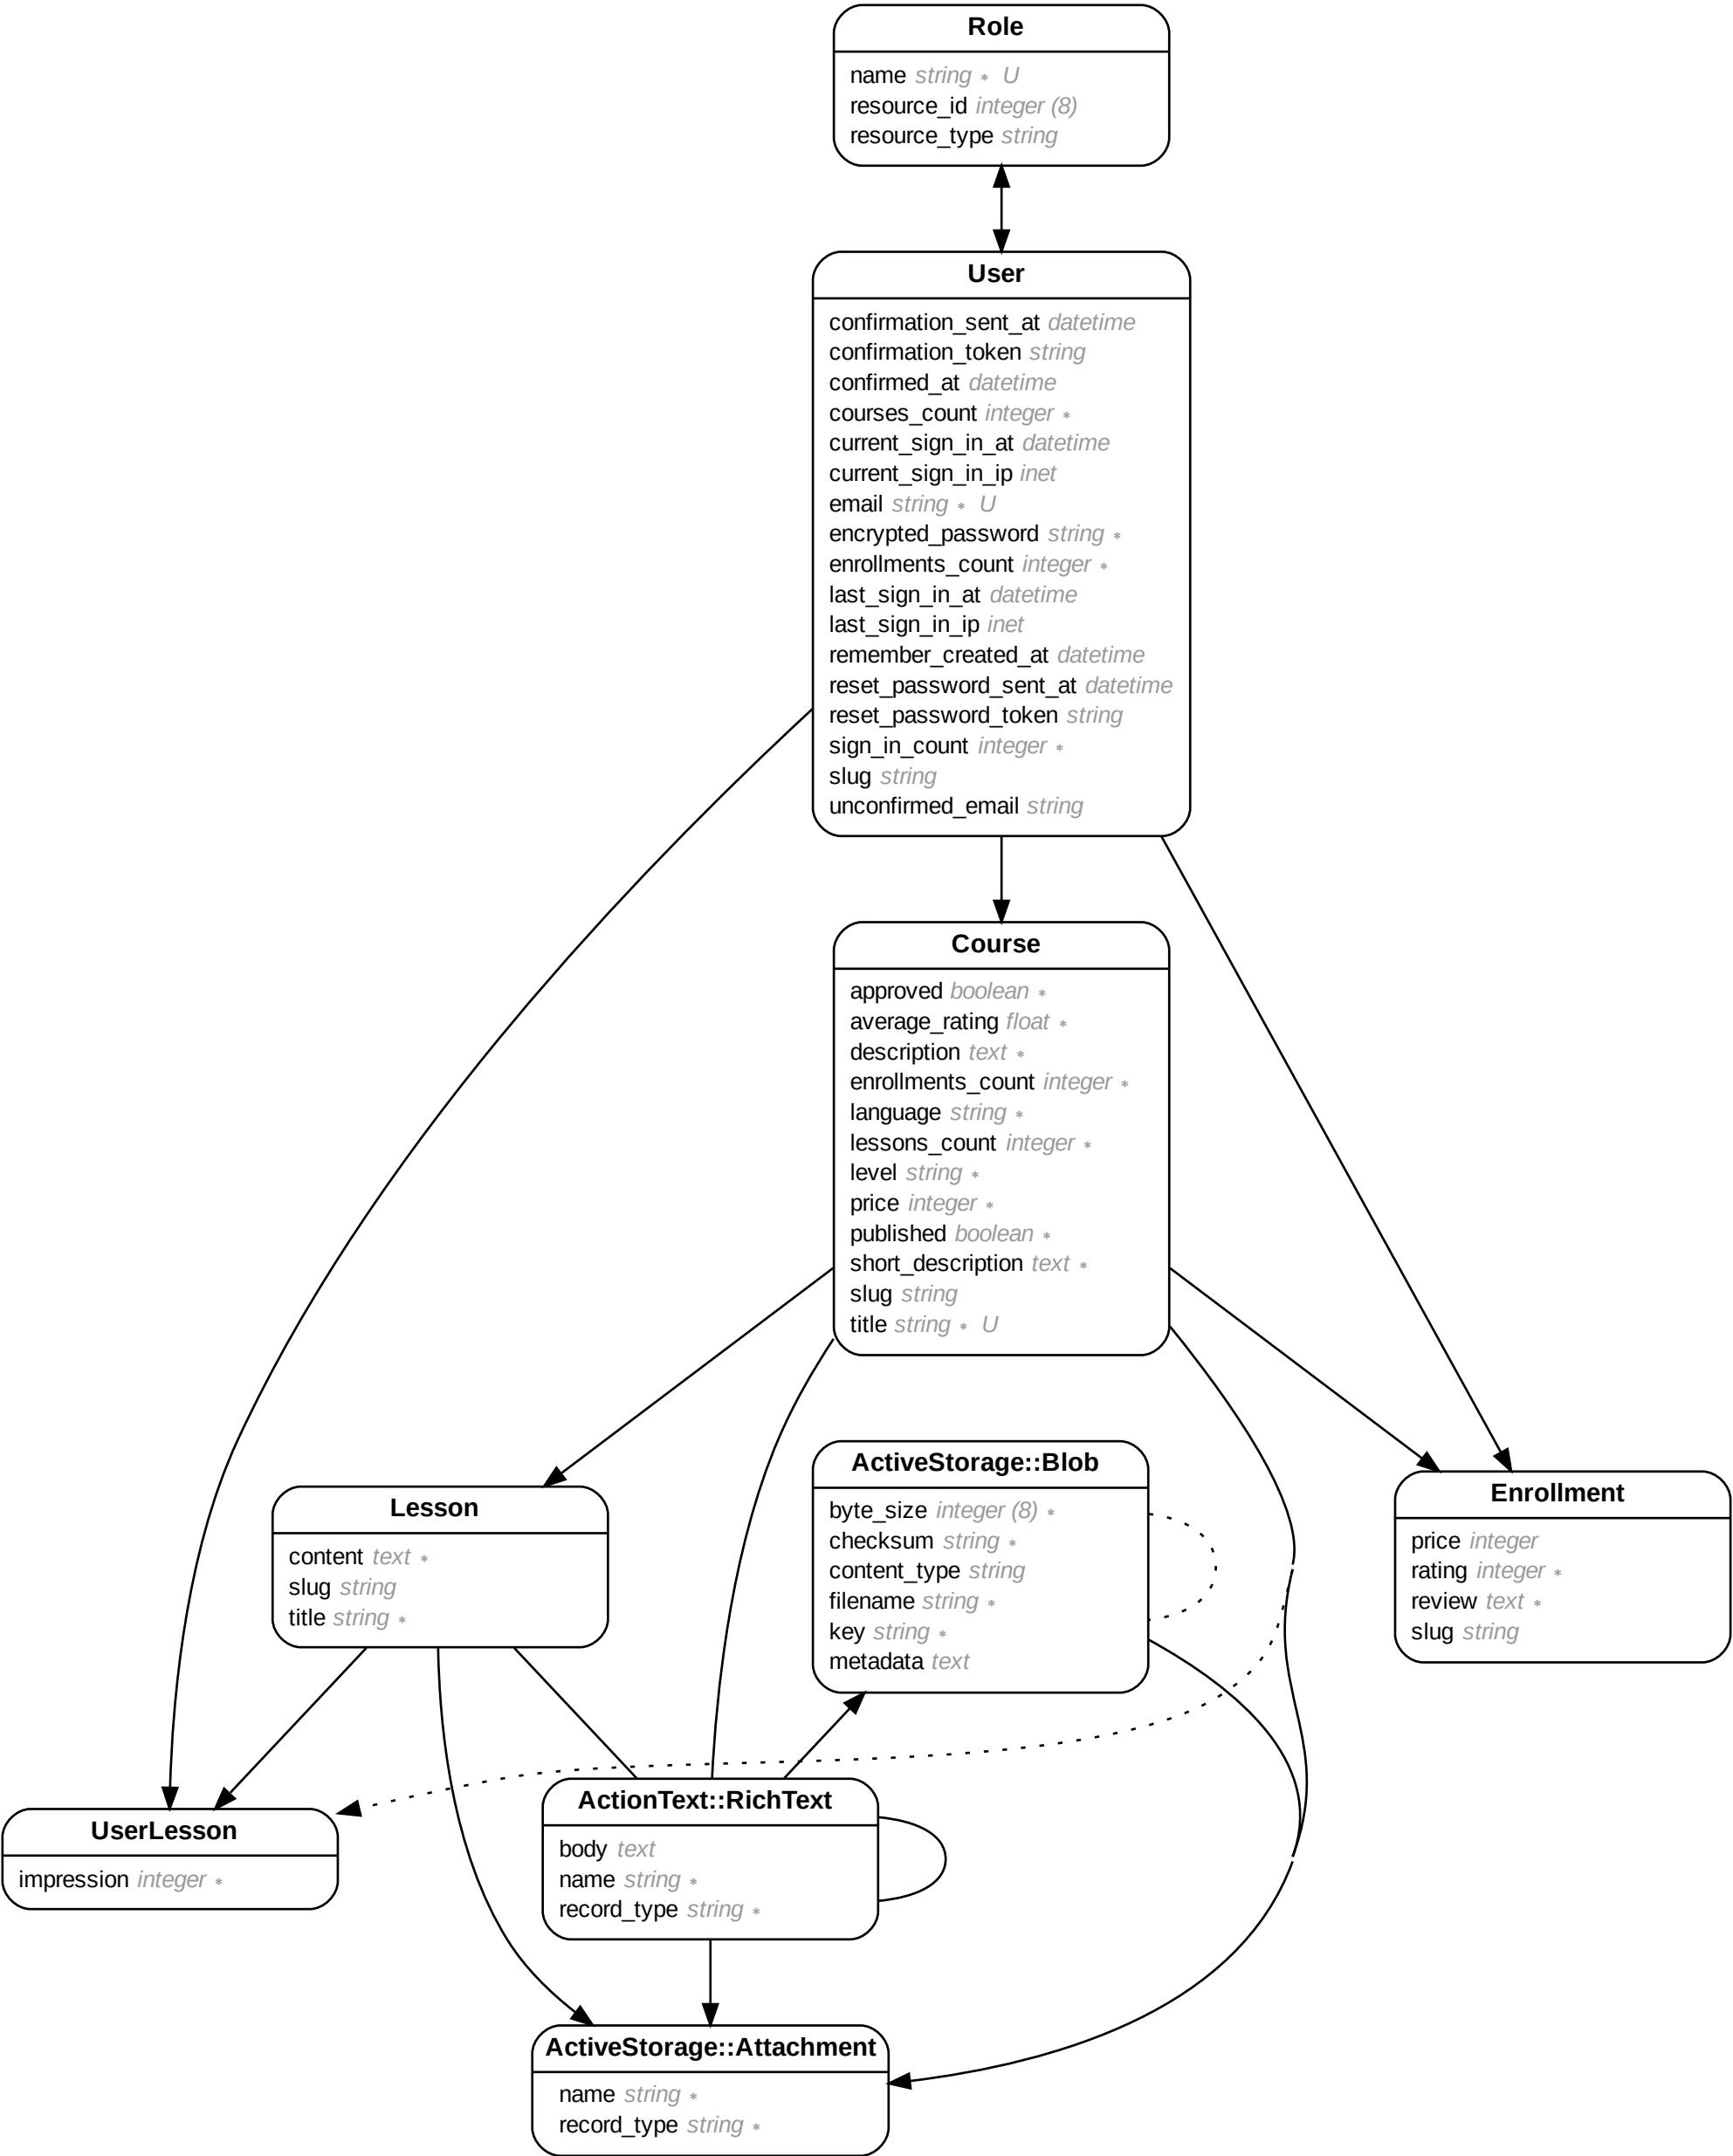 Role
name string * U
resource_id integer (8)
resource_type string
User
confirmation_sent_at datetime
confirmation_token string
confirmed_at datetime
courses_count integer *
current_sign_in_at datetime
current_sign_in_ip inet
email string * U
encrypted_password string *
enrollments_count integer *
last_sign_in_at datetime
last_sign_in_ip inet
remember_created_at datetime
reset_password_sent_at datetime
reset_password_token string
sign_in_count integer *
slug string
unconfirmed_email string
Course
approved boolean *
average_rating float *
description text *
enrollments_count integer *
language string *
lessons_count integer *
level string *
price integer *
published boolean *
short_description text *
slug string
title string * U
Lesson
content text *
slug string
title string *
ActiveStorage::Blob
byte_size integer (8) *
checksum string *
content_type string
filename string *
key string *
metadata text
Enrollment
price integer
rating integer *
review text *
slug string
UserLesson
impression integer *
ActionText::RichText
body text
name string *
record_type string *
ActiveStorage::Attachment
name string *
record_type string *